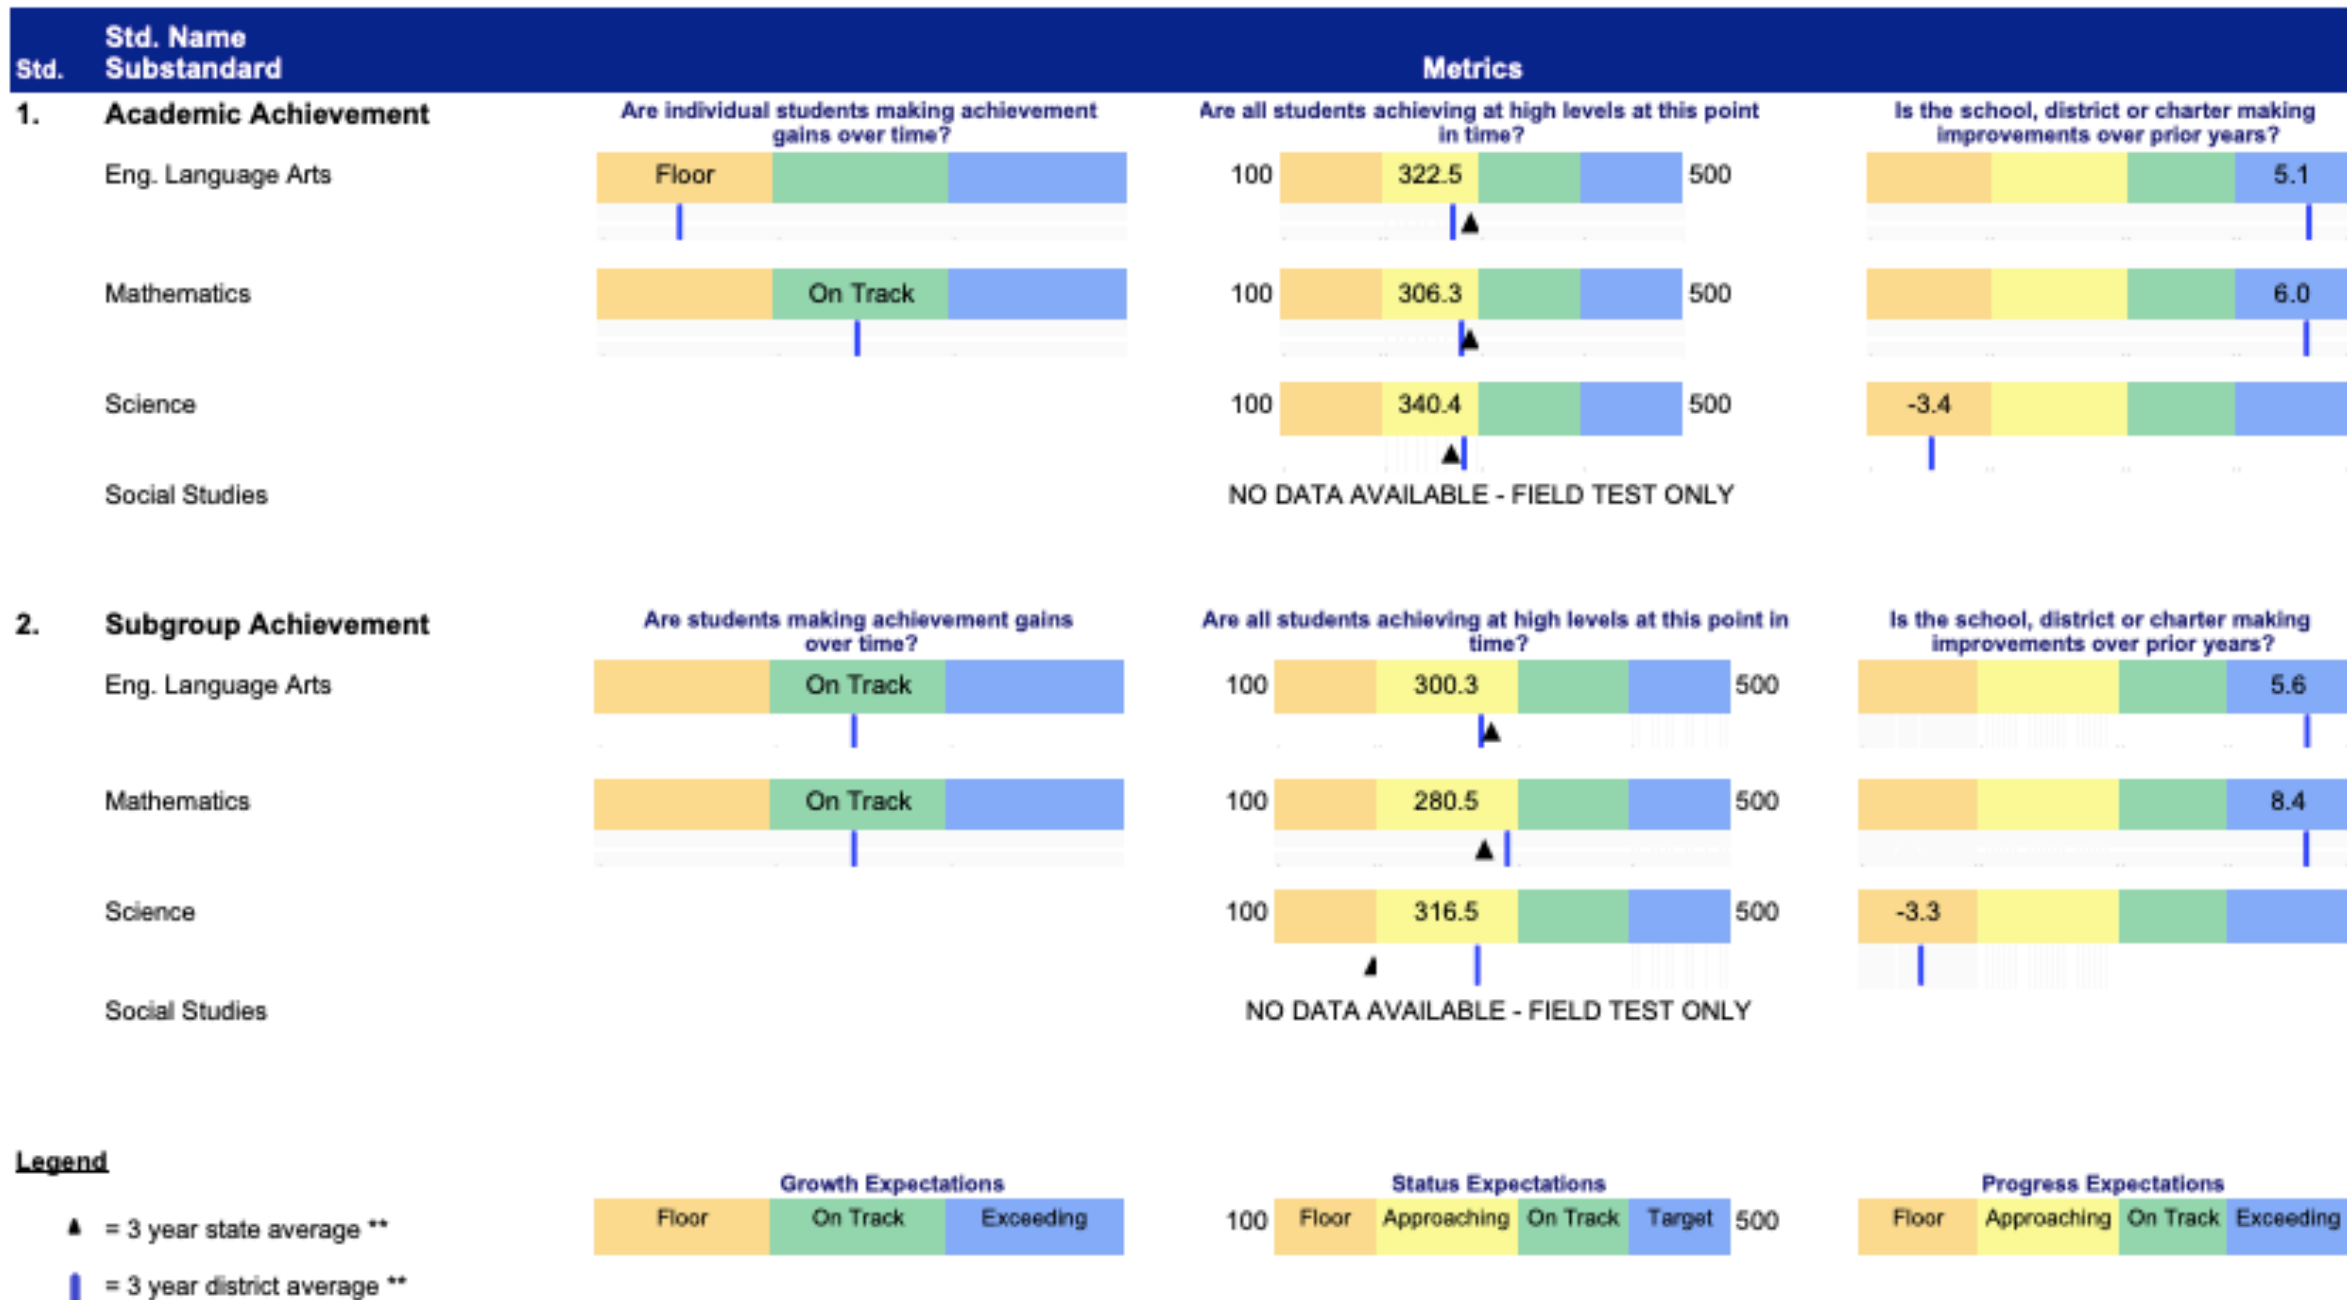 Std. Name
Std. Substandard Metrics
1. Academic Achievement
Are individual students making achievement
gains over time?
Are all students achieving at high levels at this point
in time?
Is the school, district or charter making
improvements over prior years?
Eng. Language Arts Floor 100 322.5 500 5.1
Mathematics On Track 100 306.3 500 6.0
Science 100 340.4 500 -3.4
Social Studies NO DATA AVAILABLE - FIELD TEST ONLY
2. Subgroup Achievement
Are students making achievement gains
over time?
Are all students achieving at high levels at this point in
time?
Is the school, district or charter making
improvements over prior years?
Eng. Language Arts On Track 100 300.3 500 5.6
Mathematics On Track 100 280.5 500 8.4
Science 100 316.5 500 -3.3
Social Studies NO DATA AVAILABLE - FIELD TEST ONLY
Legend
Growth Expectations Status Expectations Progress Expectations
= 3 year state average ** Floor On Track Exceeding 100 Floor Approaching On Track Target 500 Floor Approaching On Track Exceeding
= 3 year district average **